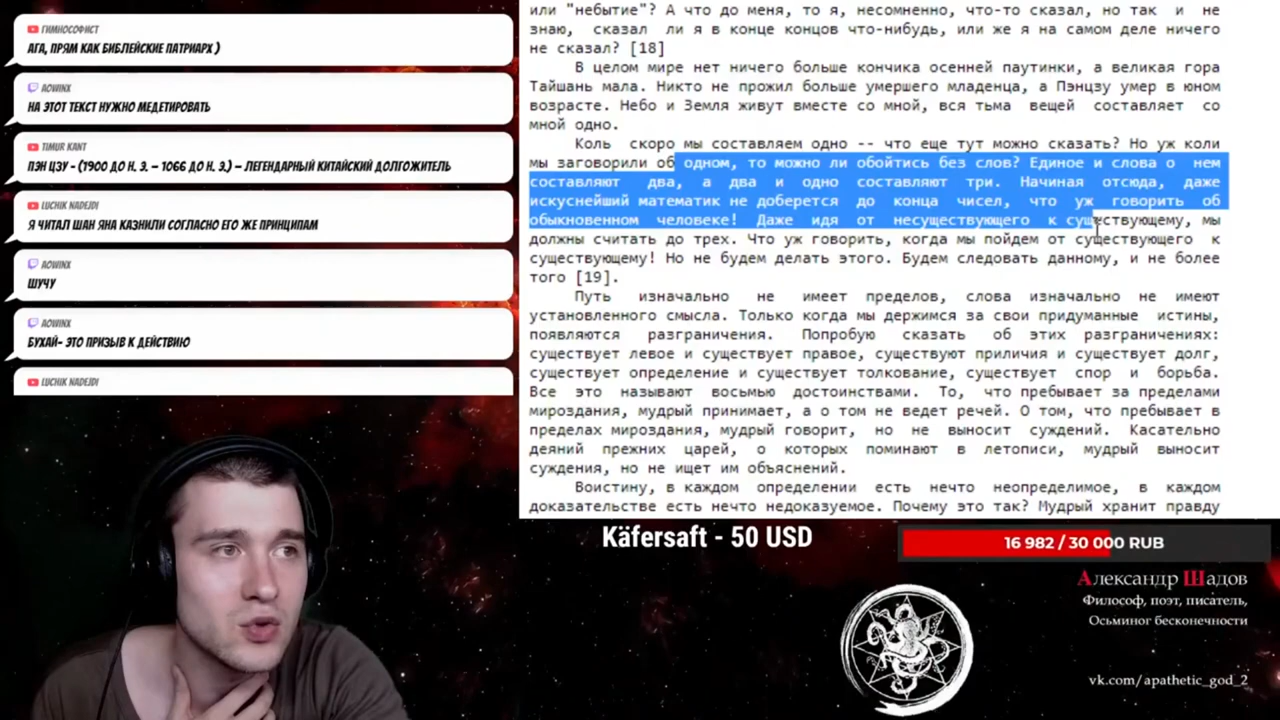 ГИМНОСОФИСТ
АГА, ПРЯМ КАК БИБЛЕЙСКИЕ ПАТРИАРХ )
AOWINX
НА ЭТОТ ТЕКСТ НУЖНО МЕДЕТИРОВАТЬ
TIMUR KANT
ПЭН ЦЗУ - (1900 ДО Н. Э. — 1066 ДО Н. Э.) — ЛЕГЕНДАРНЫЙ КИТАЙСКИЙ ДОЛГОЖИТЕЛЬ
LUCHIK NADEJDI
Я ЧИТАЛ ШАН ЯНА КАЗНИЛИ СОГЛАСНО ЕГО ЖЕ ПРИНЦИПАМ
AOWINX
ШУЧУ
AOWINX
БУХАЙ- ЭТО ПРИЗЫВ К ДЕЙСТВИЮ
LUCHIK NADEJDI
или "небытие"? А что до меня, то я, несомненно, что-то сказал, но так и не
знаю, сказал ли я в конце концов что-нибудь, или же я на самом деле ничего
не сказал? [18]
В целом мире нет ничего больше кончика осенней паутинки, а великая гора
Тайшань мала. Никто не прожил больше умершего младенца, а Пэнцзу умер в юном
возрасте. Небо и Земля живут вместе со мной, вся тьма вещей составляет со
мной одно.
Коль скоро мы составляем одно -- что еще тут можно сказать? Но уж коли
мы заговорили об одном, то можно ли обойтись без слов? Единое и слова о нем
составляют два, а два и одно составляют три. Начиная отсюда, даже
искуснейший математик не доберется до конца чисел, что уж говорить об
обыкновенном человеке! Даже идя от несуществующего к существующему, мы
должны считать до трех. Что уж говорить, когда мы пойдем от существующего к
существующему! Но не будем делать этого. Будем следовать данному, и не более
того [19].
Путь изначально не имеет пределов, слова изначально не имеют
установленного смысла. Только когда мы держимся за свои придуманные истины,
появляются разграничения. Попробую сказать об этих разграничениях:
существует левое и существует правое, существуют приличия и существует долг,
существует определение и существует толкование, существует спор и борьба.
Все это называют восьмью достоинствами. То, что пребывает за пределами
мироздания, мудрый принимает, а о том не ведет речей. О том, что пребывает в
пределах мироздания, мудрый говорит, но не выносит суждений. Касательно
деяний прежних царей, о которых поминают в летописи, мудрый выносит
суждения, но не ищет им объяснений.
Воистину, в каждом определении есть нечто неопределимое, в каждом
доказательстве есть нечто недоказуемое. Почему это так? Мудрый хранит правду
Käfersaft - 50 USD
16 982 / 30 000 RUB
Александр Шадов
Философ, поэт, писатель,
Осьминог бесконечности
vk.com/apathetic_god_2